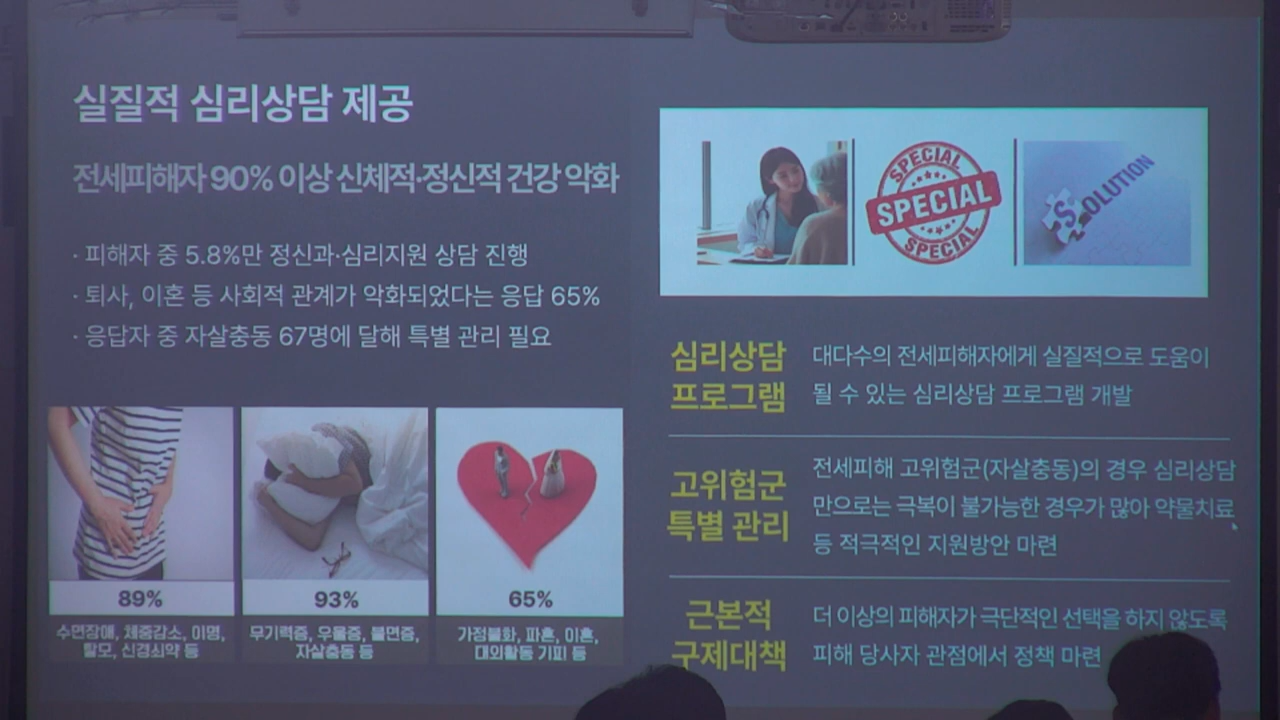 실질적 심리상담 제공
전세피해자 90% 이상 신체적·정신적 건강 악화
· 피해자 중 5.8%만 정신과·심리지원 상담 진행
· 퇴사, 이혼 등 사회적 관계가 악화되었다는 응답 65%
· 응답자 중 자살충동 67명에 달해 특별 관리 필요
89%
수면장애, 체중감소, 이명,
탈모, 신경쇠약 등
93%
무기력증, 우울증, 불면증,
자살충동 등
65%
가정불화, 파혼, 이혼,
대외활동 기피 등
SPECIAL
SPECIAL
SPECIAL
SOLUTION
심리상담
프로그램
대다수의 전세피해자에게 실질적으로 도움이
될 수 있는 심리상담 프로그램 개발
고위험군
특별 관리
전세피해 고위험군(자살충동)의 경우 심리상담
만으로는 극복이 불가능한 경우가 많아 약물치료
등 적극적인 지원방안 마련
근본적
구제대책
더 이상의 피해자가 극단적인 선택을 하지 않도록
피해 당사자 관점에서 정책 마련